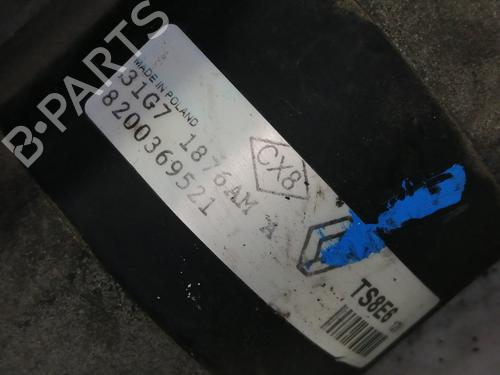 MADE IN POLAND
31G7 1876AM A
8200369521
CX8
TS8E6
B-PARTS